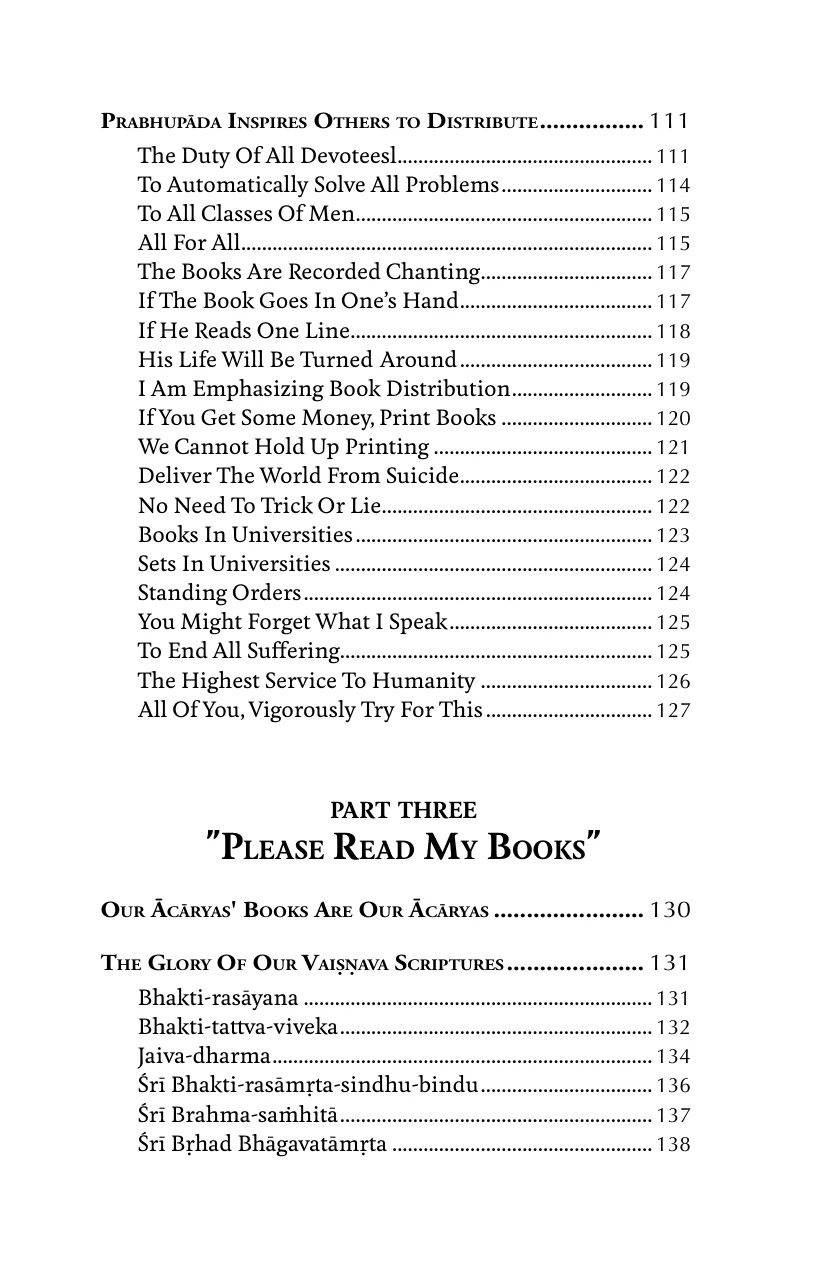 Prabhupāda Inspires Others to Distribute................ 111
The Duty Of All Devoteesl.................................................... 111
To Automatically Solve All Problems............................... 114
To All Classes Of Men............................................................. 115
All For All..................................................................................... 115
The Books Are Recorded Chanting................................... 117
If The Book Goes In One’s Hand........................................ 117
If He Reads One Line............................................................... 118
His Life Will Be Turned Around........................................ 119
I Am Emphasizing Book Distribution............................. 119
If You Get Some Money, Print Books ............................... 120
We Cannot Hold Up Printing ............................................. 121
Deliver The World From Suicide........................................ 122
No Need To Trick Or Lie........................................................ 122
Books In Universities ............................................................. 123
Sets In Universities .................................................................. 124
Standing Orders ........................................................................ 124
You Might Forget What I Speak.......................................... 125
To End All Suffering................................................................ 125
The Highest Service To Humanity ................................... 126
All Of You, Vigorously Try For This .................................. 127
PART THREE
"Please Read My Books"
Our Ācāryas' Books Are Our Ācāryas ....................... 130
The Glory Of Our Vaiṣṇava Scriptures..................... 131
Bhakti-rasāyana ........................................................................ 131
Bhakti-tattva-viveka................................................................ 132
Jaiva-dharma.............................................................................. 134
Śrī Bhakti-rasāmṛta-sindhu-bindu................................... 136
Śrī Brahma-saṁhitā................................................................ 137
Śrī Bṛhad Bhāgavatāmṛta ..................................................... 138